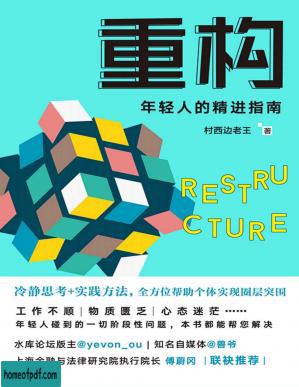 重构
年轻人的精进指南
村西边老王 著
RESTRU
CTURE
冷静思考+实践方法,全方位帮助个体实现圈层突围
工作不顺|物质匮乏|心态迷茫……
年轻人碰到的一切阶段性问题,本书都能帮您解决
水库论坛版主@yevon_ou|知名自媒体@兽爷
上海金融与法律研究院执行院长 傅蔚冈|联袂推荐|
homeofpdf.com
homeofpdf.com